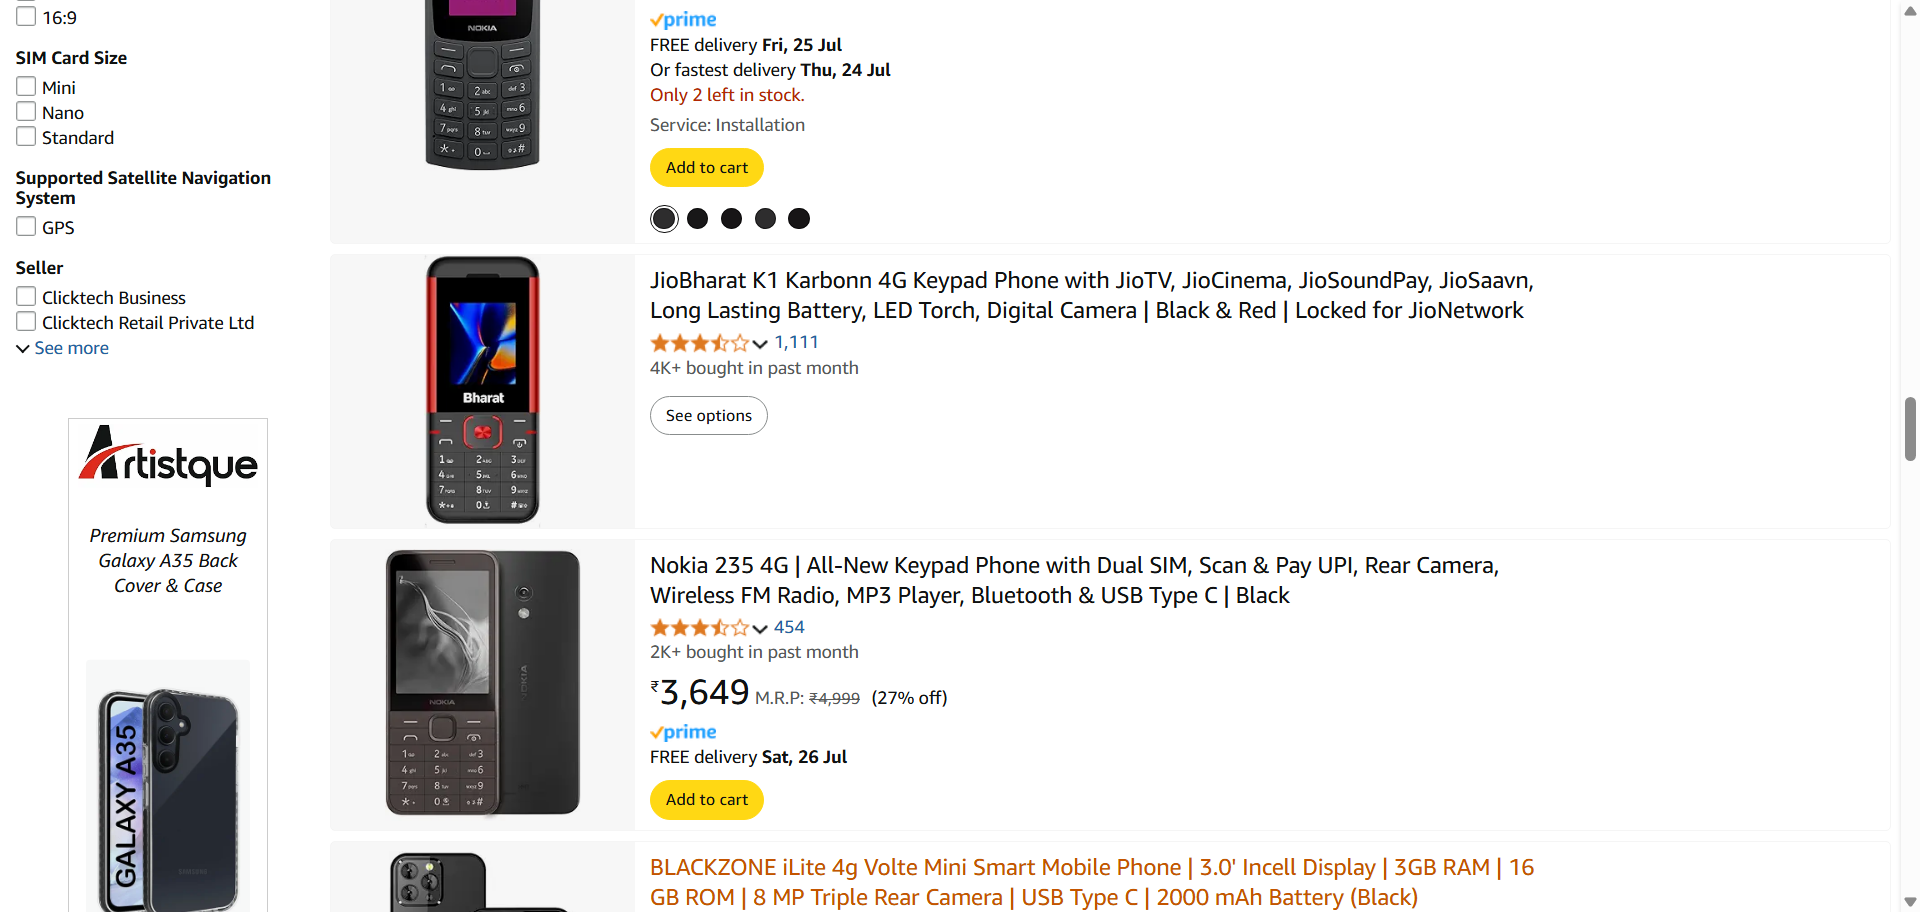 16:9
SIM Card Size
Mini
Nano
Standard
Supported Satellite Navigation
System
GPS
Seller
Clicktech Business
Clicktech Retail Private Ltd
See more
Artistque
Premium Samsung
Galaxy A35 Back
Cover & Case
GALAXY A35
SAMSUNG
NOKIA
prime
FREE delivery Fri, 25 Jul
Or fastest delivery Thu, 24 Jul
Only 2 left in stock.
Service: Installation
Add to cart
Bharat
JioBharat K1 Karbonn 4G Keypad Phone with JioTV, JioCinema, JioSoundPay, JioSaavn,
Long Lasting Battery, LED Torch, Digital Camera | Black & Red | Locked for JioNetwork
1,111
4K+ bought in past month
See options
NOKIA
NOKIA
Nokia 235 4G | All-New Keypad Phone with Dual SIM, Scan & Pay UPI, Rear Camera,
Wireless FM Radio, MP3 Player, Bluetooth & USB Type C | Black
454
2K+ bought in past month
₹3,649 M.R.P: ₹4,999 (27% off)
prime
FREE delivery Sat, 26 Jul
Add to cart
BLACKZONE iLite 4g Volte Mini Smart Mobile Phone | 3.0' Incell Display | 3GB RAM | 16
GB ROM | 8 MP Triple Rear Camera | USB Type C | 2000 mAh Battery (Black)